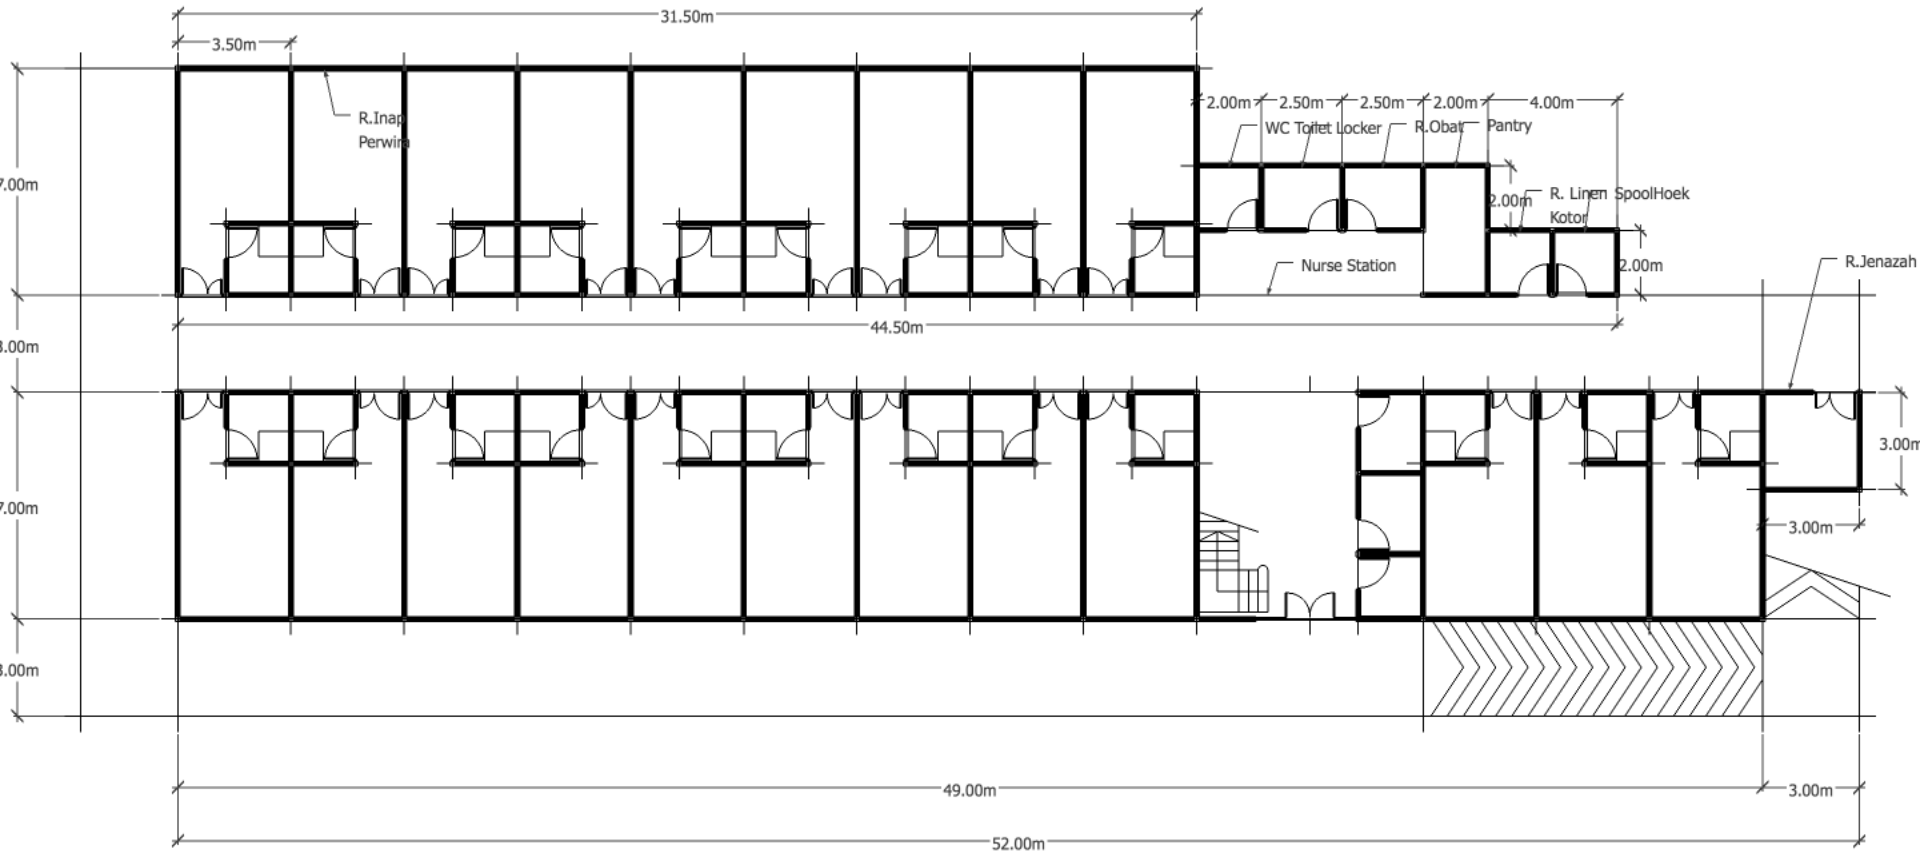 31.50m
3.50m
R.Inap
Perwira
2.00m 2.50m 2.50m 2.00m 4.00m
WC Toilet Locker R.Obat Pantry
7.00m
2.00m
R. Linen SpoolHoek
Kotor
Nurse Station
2.00m
R.Jenazah
44.50m
3.00m
3.00m
7.00m
3.00m
3.00m
49.00m
3.00m
52.00m